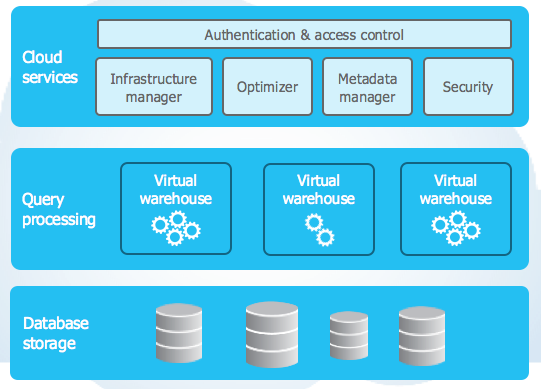 Cloud
services
Authentication & access control
Infrastructure
manager
Optimizer
Metadata
manager
Security
Query
processing
Virtual
warehouse
Virtual
warehouse
Virtual
warehouse
Database
storage